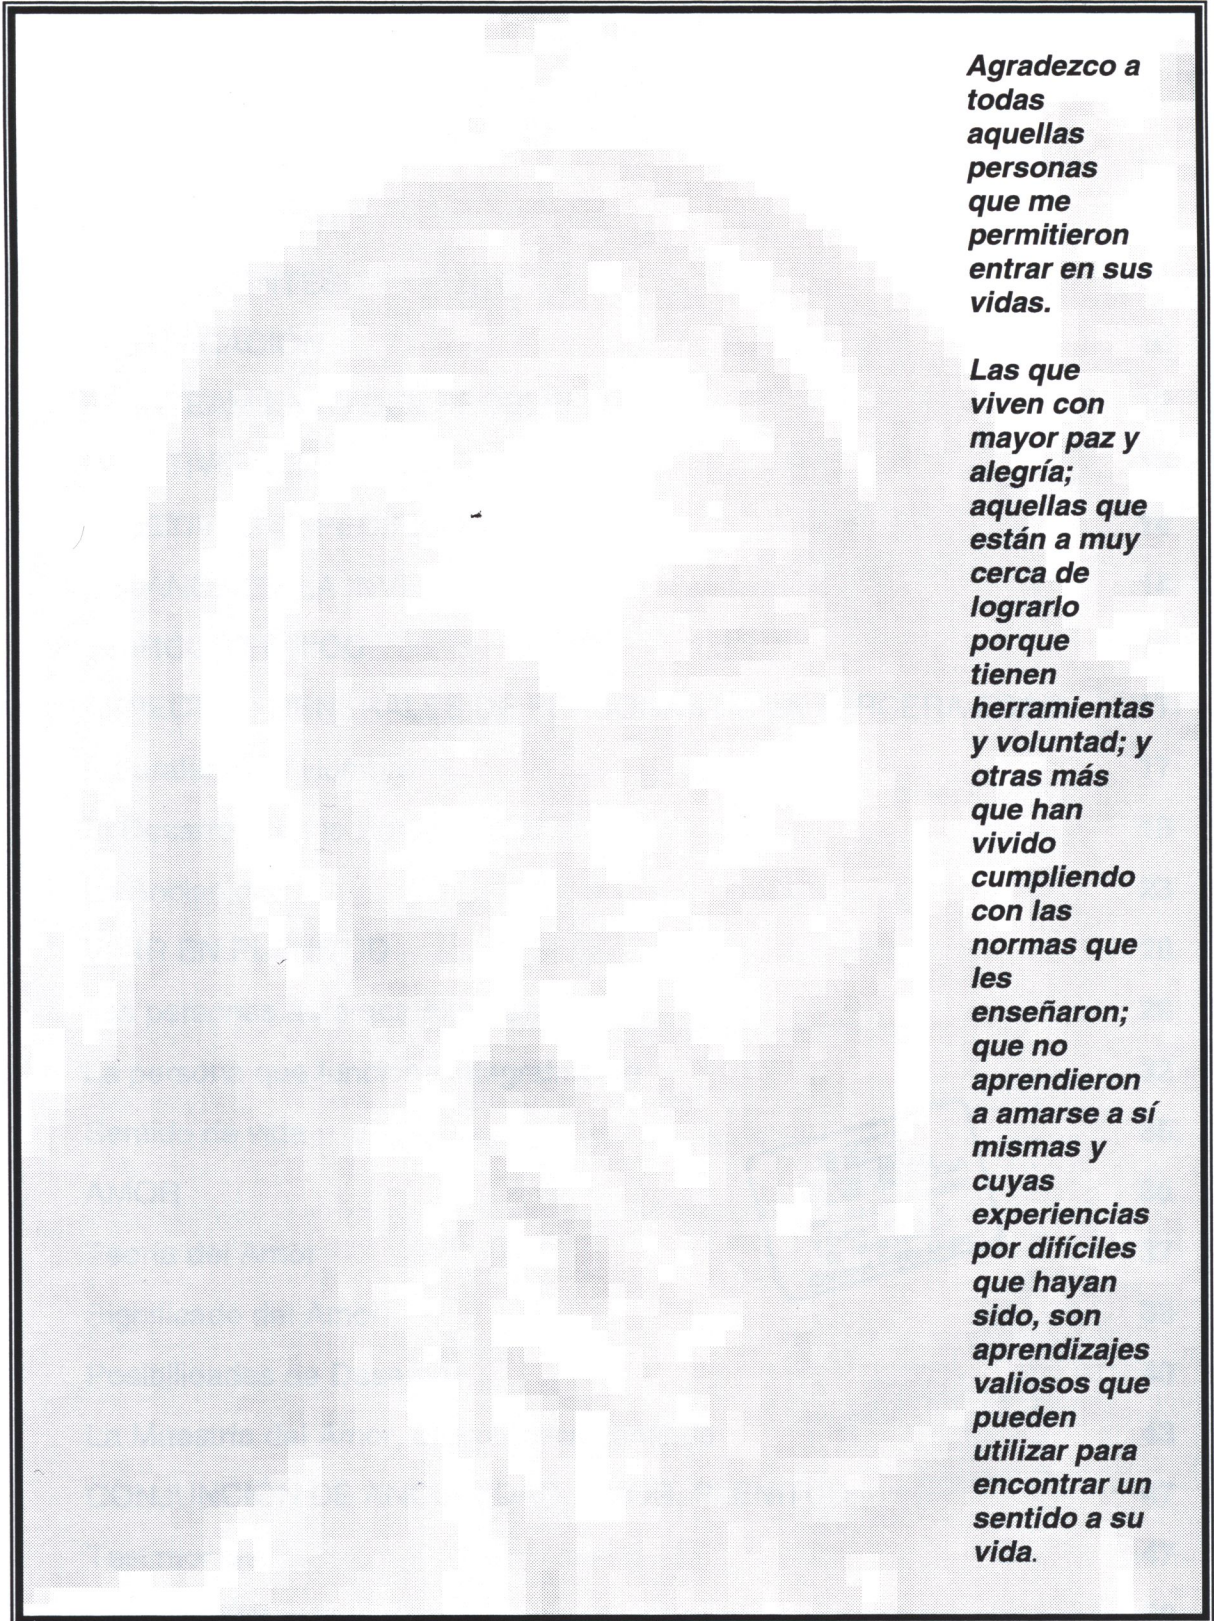 Agradezco a
todas
aquellas
personas
que me
permitieron
entrar en sus
vidas.
Las que
viven con
mayor paz y
alegría;
aquellas que
están a muy
cerca de
lograrlo
porque
tienen
herramientas
y voluntad; y
otras más
que han
vivido
cumpliendo
con las
normas que
les
enseñaron;
que no
aprendieron
a amarse a sí
mismas y
cuyas
experiencias
por difíciles
que hayan
sido, son
aprendizajes
valiosos que
pueden
utilizar para
encontrar un
sentido a su
vida.